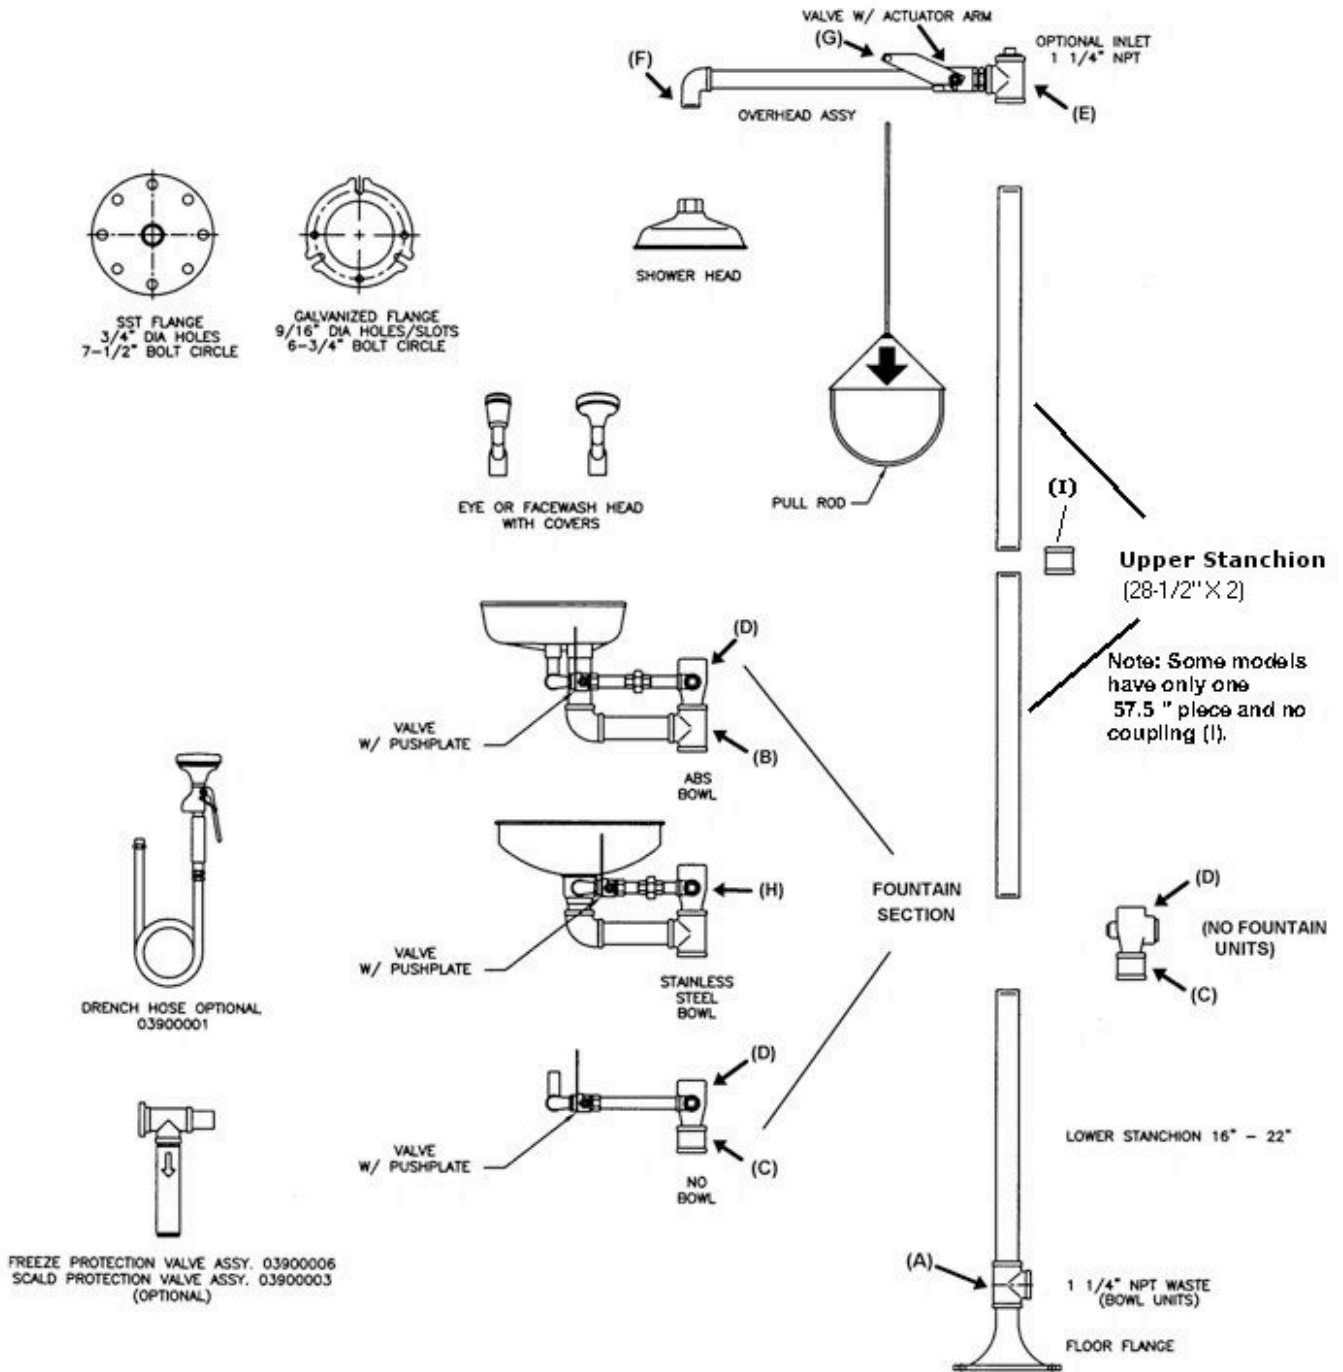 VALVE W/ ACTUATOR ARM
(G)
OPTIONAL INLET
1 1/4" NPT
(F)
(E)
OVERHEAD ASSY
SHOWER HEAD
SST FLANGE
3/4" DIA HOLES
7-1/2" BOLT CIRCLE
GALVANIZED FLANGE
9/16" DIA HOLES/SLOTS
6-3/4" BOLT CIRCLE
EYE OR FACEWASH HEAD
WITH COVERS
PULL ROD
(I)
Upper Stanchion
(28-1/2" X 2)
Note: Some models
have only one
57.5 " piece and no
coupling (I).
(D)
VALVE
W/ PUSHPLATE
(B)
ABS
BOWL
(H)
VALVE
W/ PUSHPLATE
STAINLESS
STEEL
BOWL
FOUNTAIN
SECTION
(D)
(NO FOUNTAIN
UNITS)
(C)
DRENCH HOSE OPTIONAL
03900001
(D)
VALVE
W/ PUSHPLATE
(C)
NO
BOWL
LOWER STANCHION 16" - 22"
FREEZE PROTECTION VALVE ASSY. 03900006
SCALD PROTECTION VALVE ASSY. 03900003
(OPTIONAL)
(A)
1 1/4" NPT WASTE
(BOWL UNITS)
FLOOR FLANGE